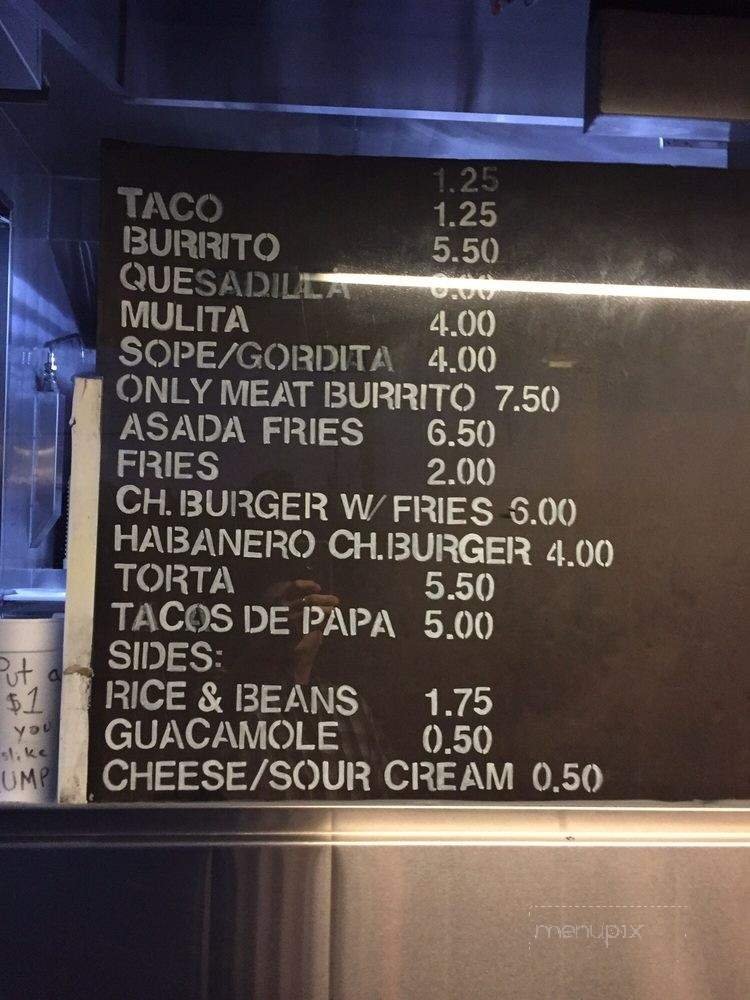 1.25
TACO 1.25
BURRITO 5.50
QUESADILLA
MULITA 4.00
SOPE/GORDITA 4.00
ONLY MEAT BURRITO 7.50
ASADA FRIES 6.50
FRIES 2.00
CH. BURGER W/ FRIES 6.00
HABANERO CH.BURGER 4.00
TORTA 5.50
TACOS DE PAPA 5.00
SIDES:
RICE & BEANS 1.75
GUACAMOLE 0.50
CHEESE/SOUR CREAM 0.50
Put a
$1
you
UMP
menupix